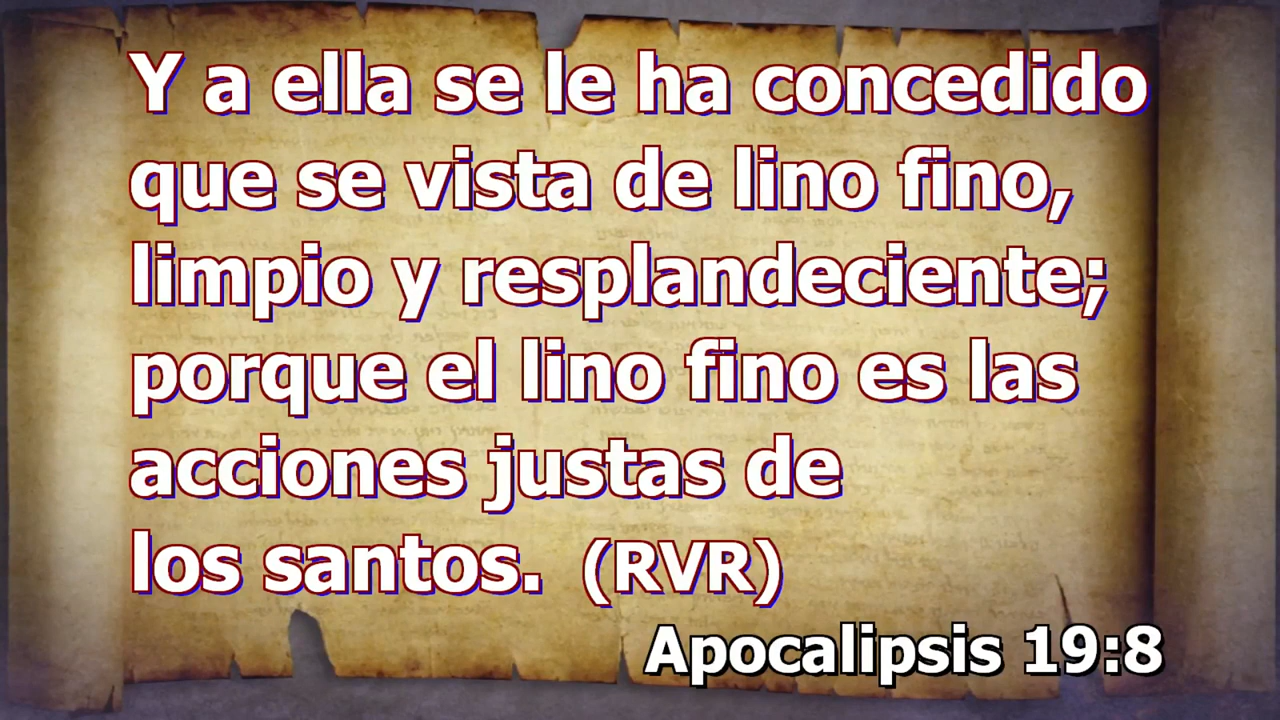 Y a ella se le ha concedido
que se vista de lino fino,
limpio y resplandeciente;
porque el lino fino es las
acciones justas de
los santos. (RVR)
Apocalipsis 19:8